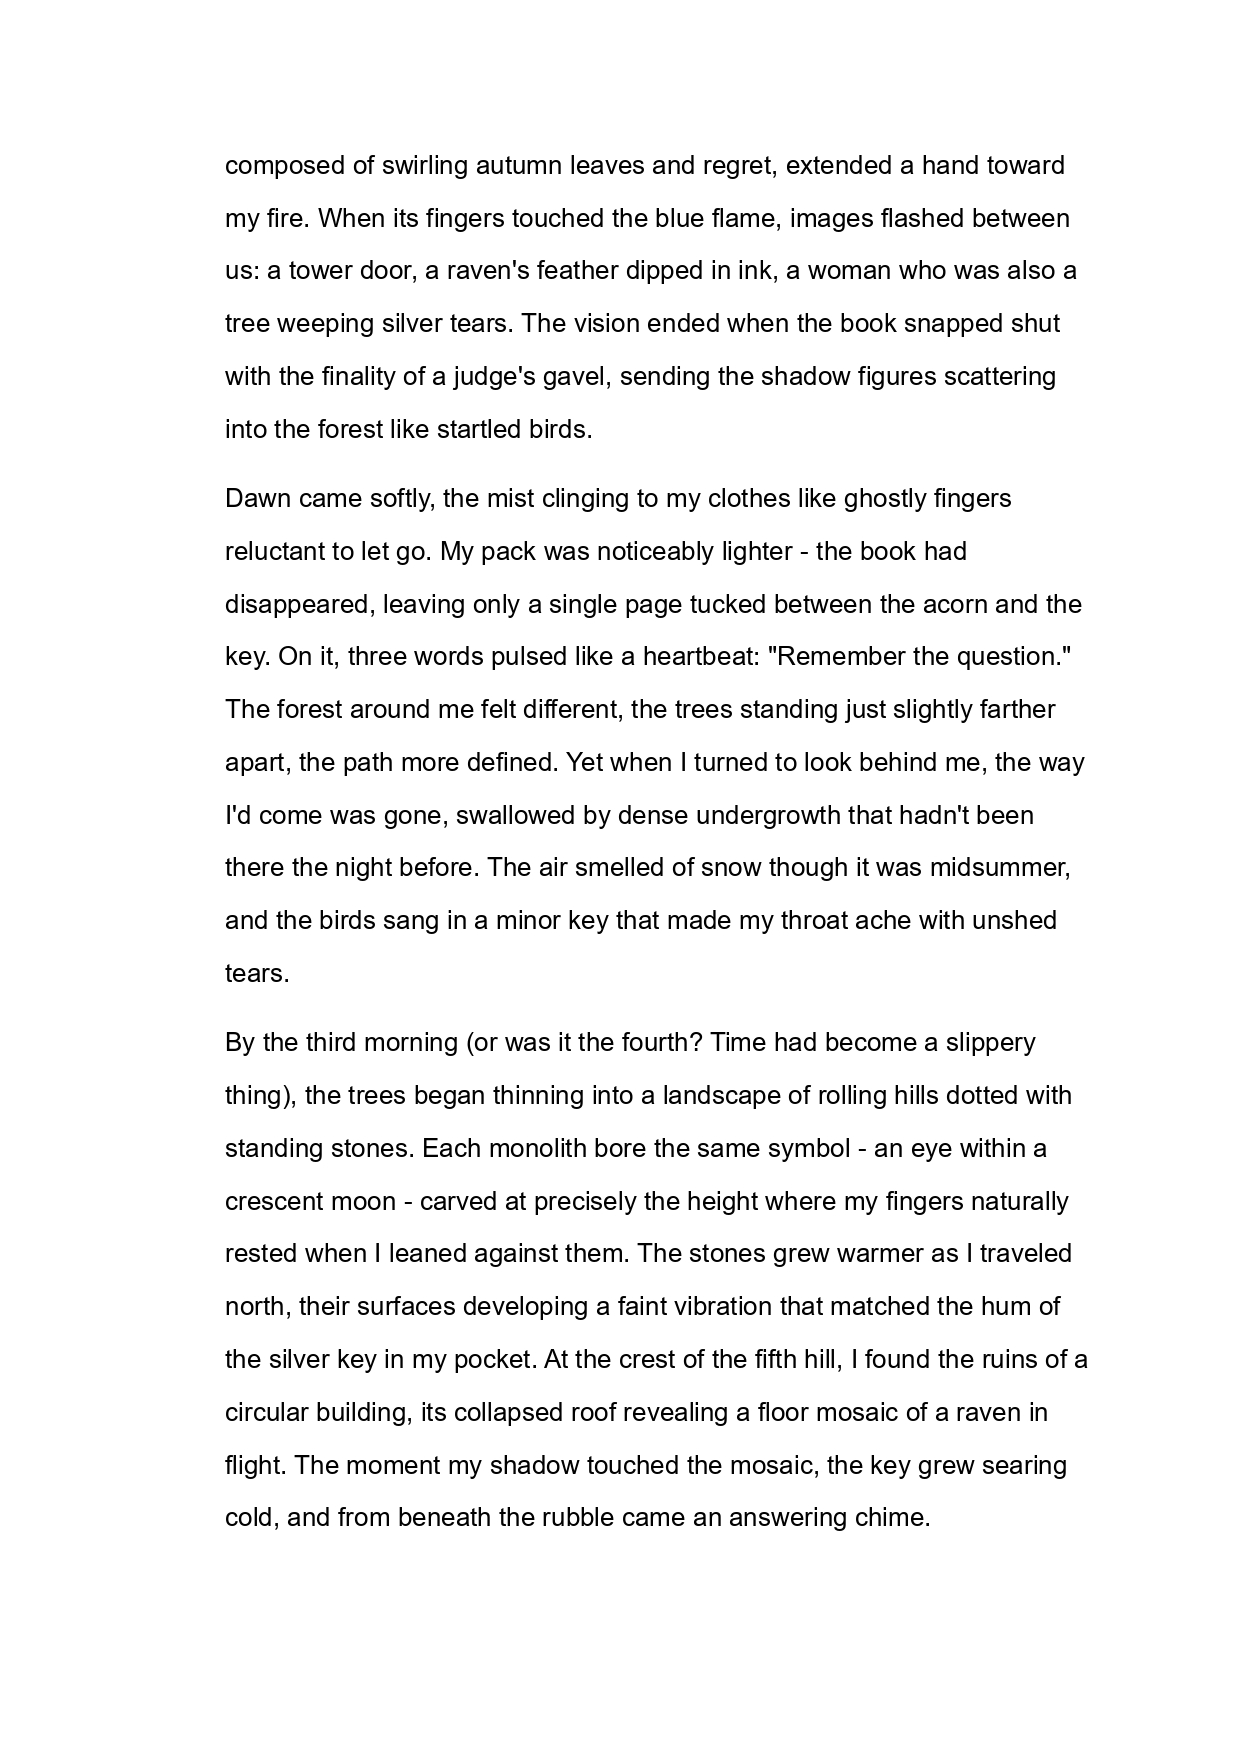 composed of swirling autumn leaves and regret, extended a hand toward
my fire. When its fingers touched the blue flame, images flashed between
us: a tower door, a raven's feather dipped in ink, a woman who was also a
tree weeping silver tears. The vision ended when the book snapped shut
with the finality of a judge's gavel, sending the shadow figures scattering
into the forest like startled birds.
Dawn came softly, the mist clinging to my clothes like ghostly fingers
reluctant to let go. My pack was noticeably lighter - the book had
disappeared, leaving only a single page tucked between the acorn and the
key. On it, three words pulsed like a heartbeat: "Remember the question."
The forest around me felt different, the trees standing just slightly farther
apart, the path more defined. Yet when I turned to look behind me, the way
I'd come was gone, swallowed by dense undergrowth that hadn't been
there the night before. The air smelled of snow though it was midsummer,
and the birds sang in a minor key that made my throat ache with unshed
tears.
By the third morning (or was it the fourth? Time had become a slippery
thing), the trees began thinning into a landscape of rolling hills dotted with
standing stones. Each monolith bore the same symbol - an eye within a
crescent moon - carved at precisely the height where my fingers naturally
rested when I leaned against them. The stones grew warmer as I traveled
north, their surfaces developing a faint vibration that matched the hum of
the silver key in my pocket. At the crest of the fifth hill, I found the ruins of a
circular building, its collapsed roof revealing a floor mosaic of a raven in
flight. The moment my shadow touched the mosaic, the key grew searing
cold, and from beneath the rubble came an answering chime.